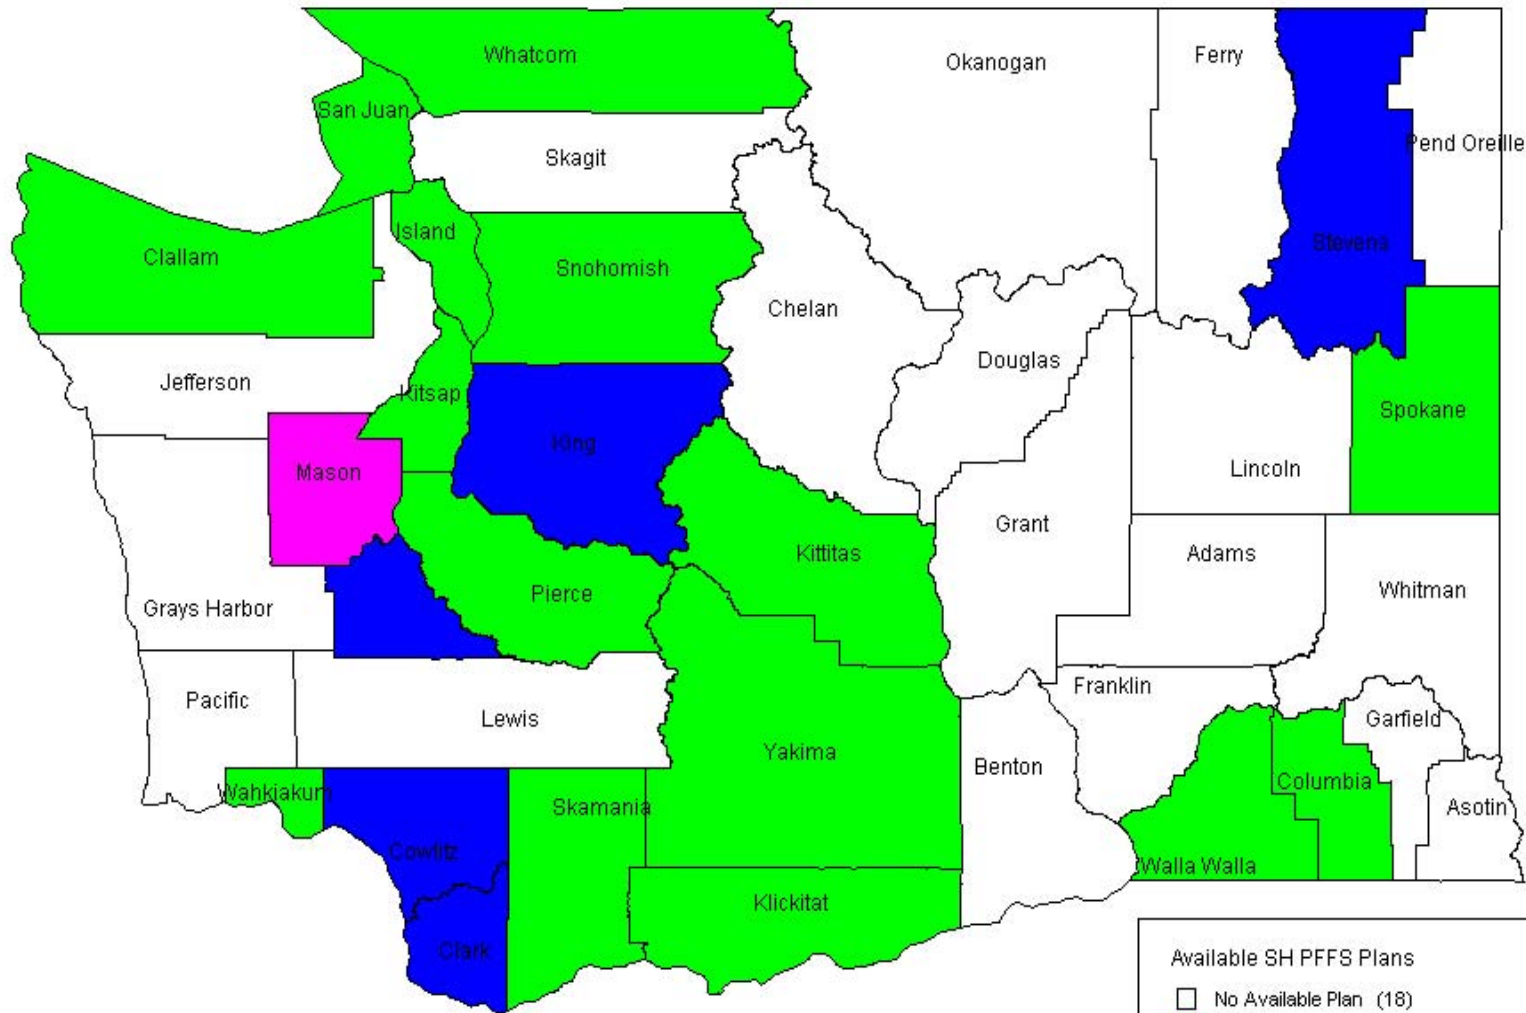 Whatcom
Okanogan
Ferry
San Juan
Pend Oreille
Skagit
Island
Stevens
Clallam
Snohomish
Chelan
Douglas
Jefferson
Kitsap
Spokane
King
Mason
Lincoln
Grant
Kittitas
Adams
Pierce
Whitman
Grays Harbor
Franklin
Pacific
Lewis
Garfield
Yakima
Benton
Columbia
Wahkiakum
Skamania
Asotin
Cowlitz
Walla Walla
Klickitat
Clark
Available SH PFFS Plans
No Available Plan (18)